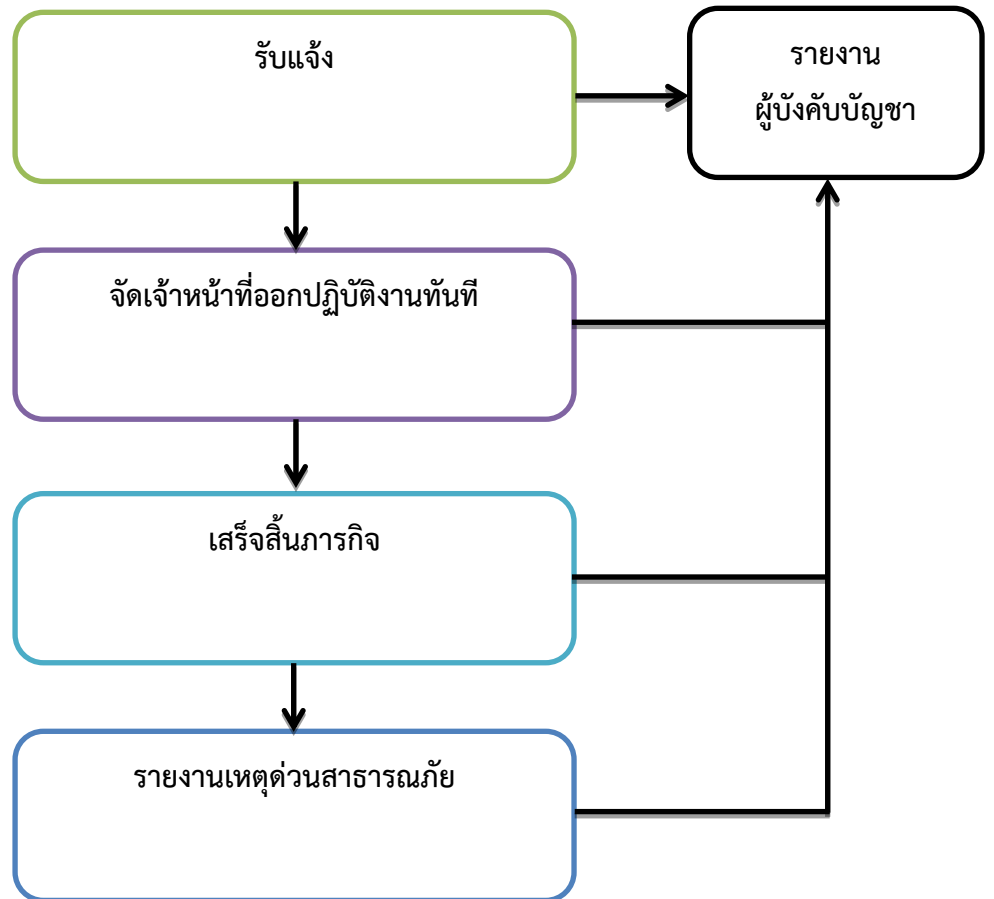 รับแจ้ง
รายงาน
ผู้บังคับบัญชา
จัดเจ้าหน้าที่ออกปฏิบัติงานทันที
เสร็จสิ้นภารกิจ
รายงานเหตุด่วนสาธารณภัย